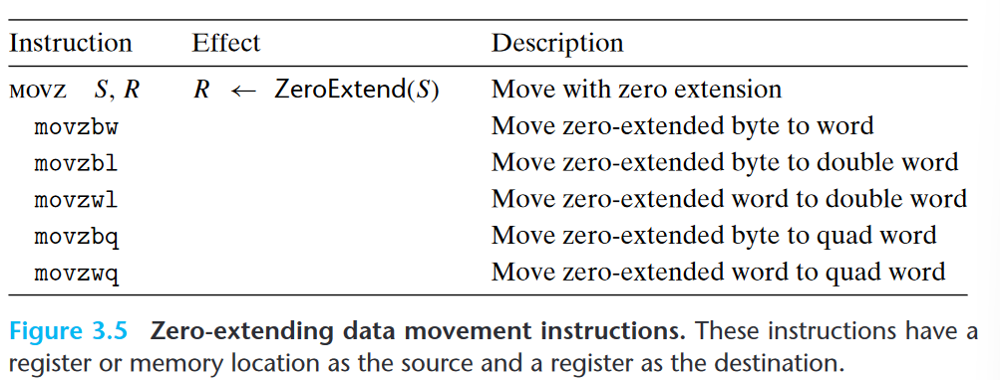 Instruction Effect Description
MOVZ S, R R ← ZeroExtend(S) Move with zero extension
movzbw Move zero-extended byte to word
movzbl Move zero-extended byte to double word
movzwl Move zero-extended word to double word
movzbq Move zero-extended byte to quad word
movzwq Move zero-extended word to quad word
Figure 3.5 Zero-extending data movement instructions. These instructions have a
register or memory location as the source and a register as the destination.